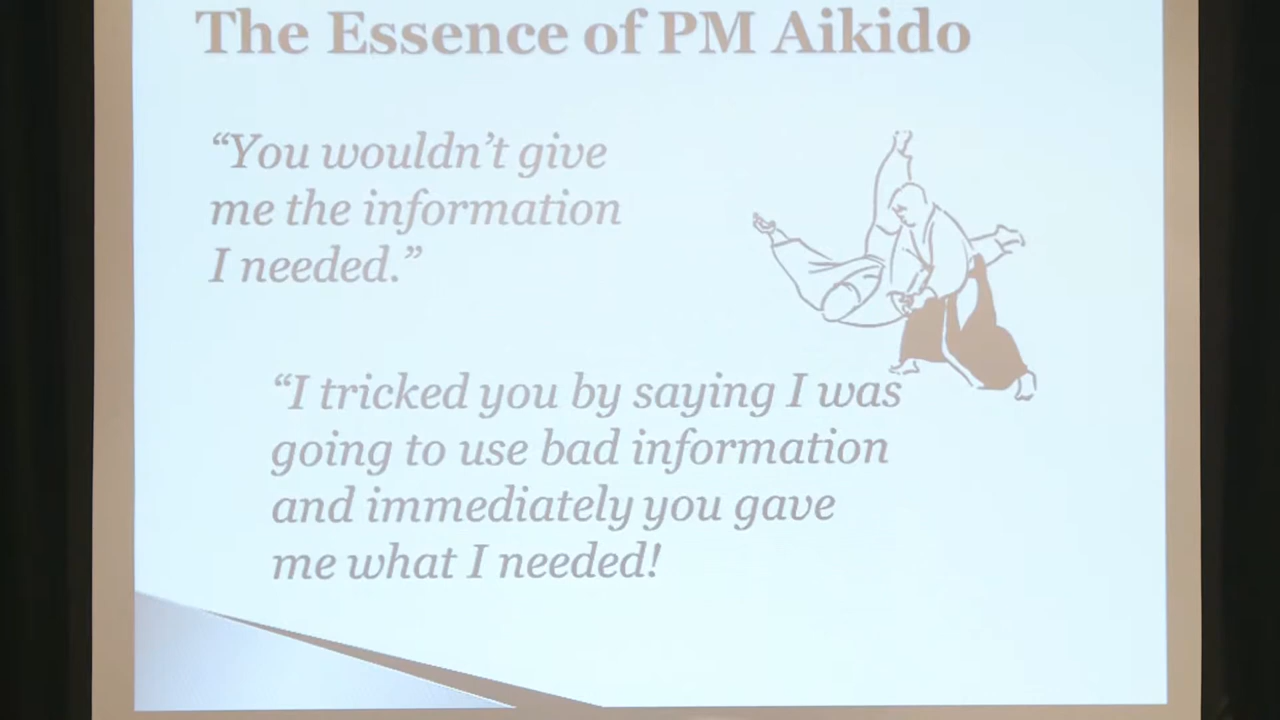 The Essence of PM Aikido
“You wouldn’t give
me the information
I needed.”
“I tricked you by saying I was
going to use bad information
and immediately you gave
me what I needed!